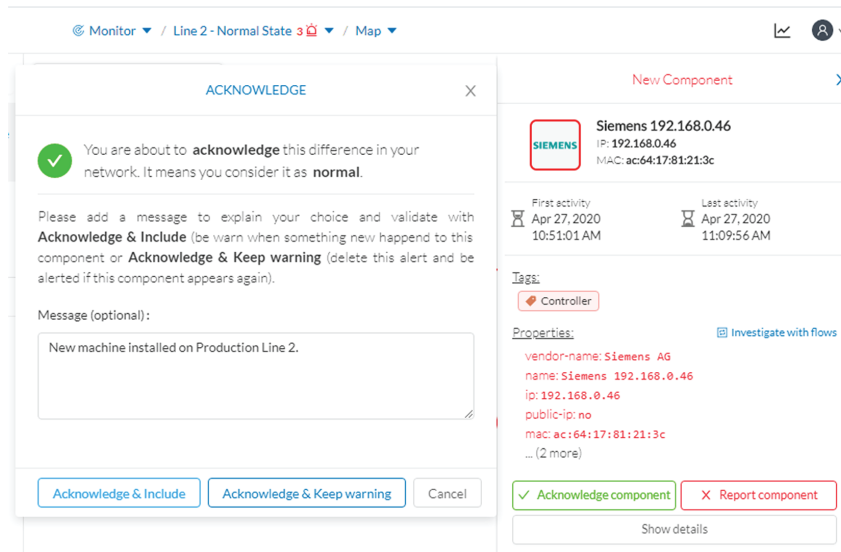 Monitor / Line 2 - Normal State 3 / Map
ACKNOWLEDGE
You are about to acknowledge this difference in your
network. It means you consider it as normal.
Please add a message to explain your choice and validate with
Acknowledge & Include (be warn when something new happend to this
component or Acknowledge & Keep warning (delete this alert and be
alerted if this component appears again).
Message (optional) :
New machine installed on Production Line 2.
Acknowledge & Include
Acknowledge & Keep warning
Cancel
New Component
SIEMENS
Siemens 192.168.0.46
IP: 192.168.0.46
MAC: ac:64:17:81:21:3c
First activity
Apr 27, 2020
10:51:01 AM
Last activity
Apr 27, 2020
11:09:56 AM
Tags:
Controller
Properties:
Investigate with flows
vendor-name: Siemens AG
name: Siemens 192.168.0.46
ip: 192.168.0.46
public-ip: no
mac: ac:64:17:81:21:3c
... (2 more)
Acknowledge component
Report component
Show details